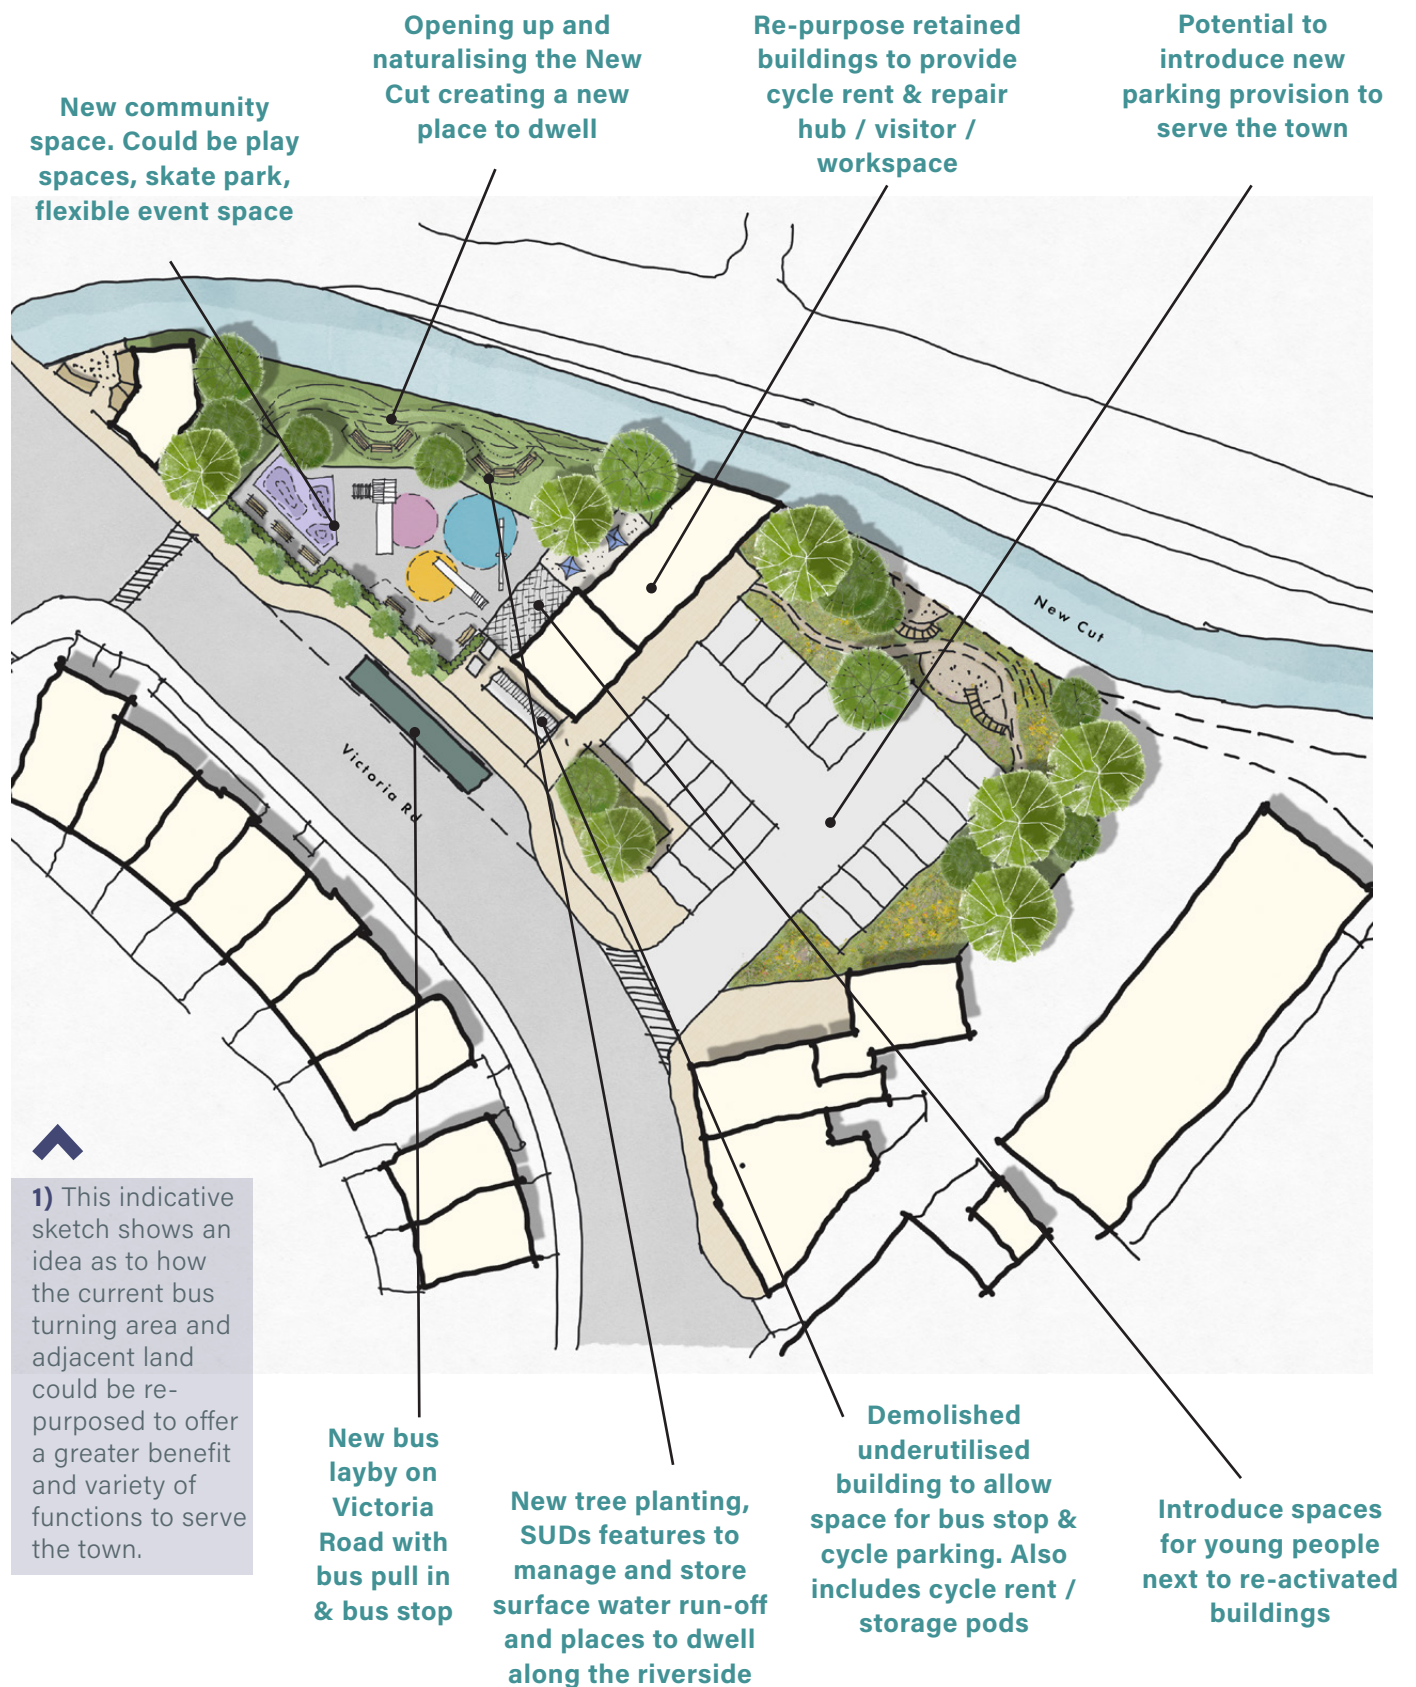 Opening up and
naturalising the New
Cut creating a new
place to dwell
Re-purpose retained
buildings to provide
cycle rent & repair
hub / visitor /
workspace
Potential to
introduce new
parking provision to
serve the town
New community
space. Could be play
spaces, skate park,
flexible event space
New Cut
Victoria Rd
1) This indicative
sketch shows an
idea as to how
the current bus
turning area and
adjacent land
could be re-
purposed to offer
a greater benefit
and variety of
functions to serve
the town.
New bus
layby on
Victoria
Road with
bus pull in
& bus stop
New tree planting,
SUDs features to
manage and store
surface water run-off
and places to dwell
along the riverside
Demolished
underutilised
building to allow
space for bus stop &
cycle parking. Also
includes cycle rent /
storage pods
Introduce spaces
for young people
next to re-activated
buildings